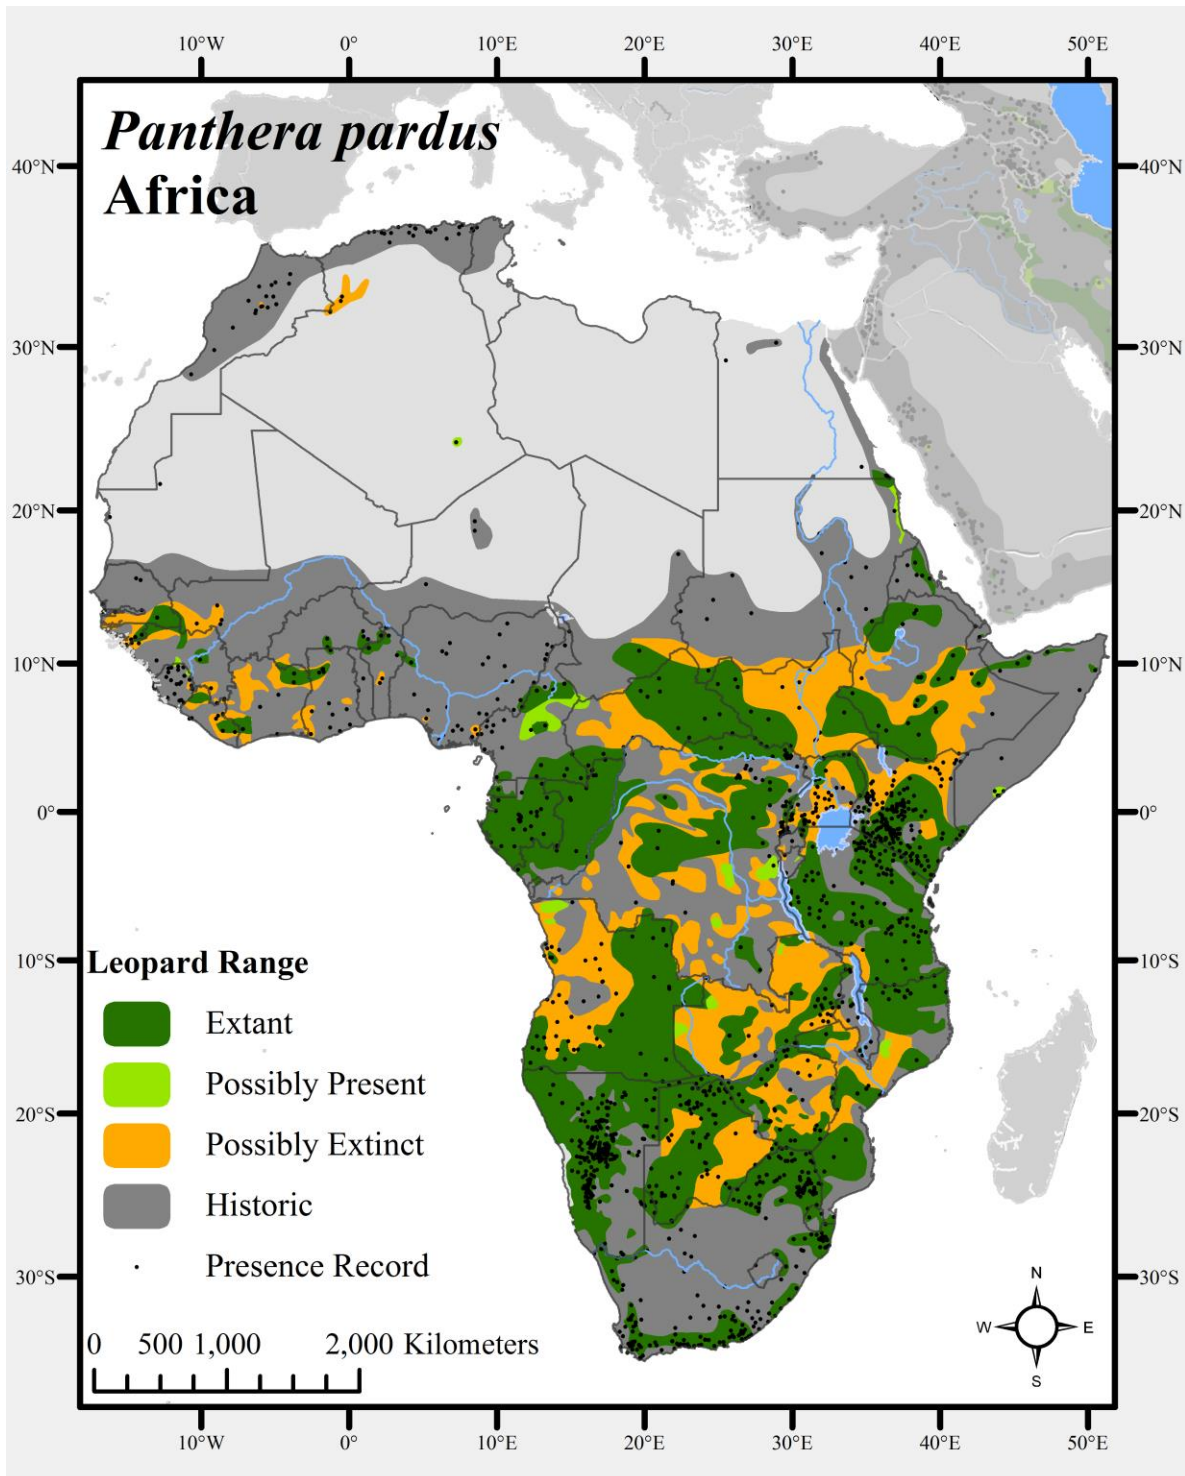 10°W 0° 10°E 20°E 30°E 40°E 50°E
Panthera pardus
Africa
40°N 40°N
30°N 30°N
20°N 20°N
10°N 10°N
0° 0°
10°S 10°S
20°S 20°S
30°S 30°S
Leopard Range
Extant
Possibly Present
Possibly Extinct
Historic
Presence Record
0 500 1,000 2,000 Kilometers
N
W E
S
10°W 0° 10°E 20°E 30°E 40°E 50°E